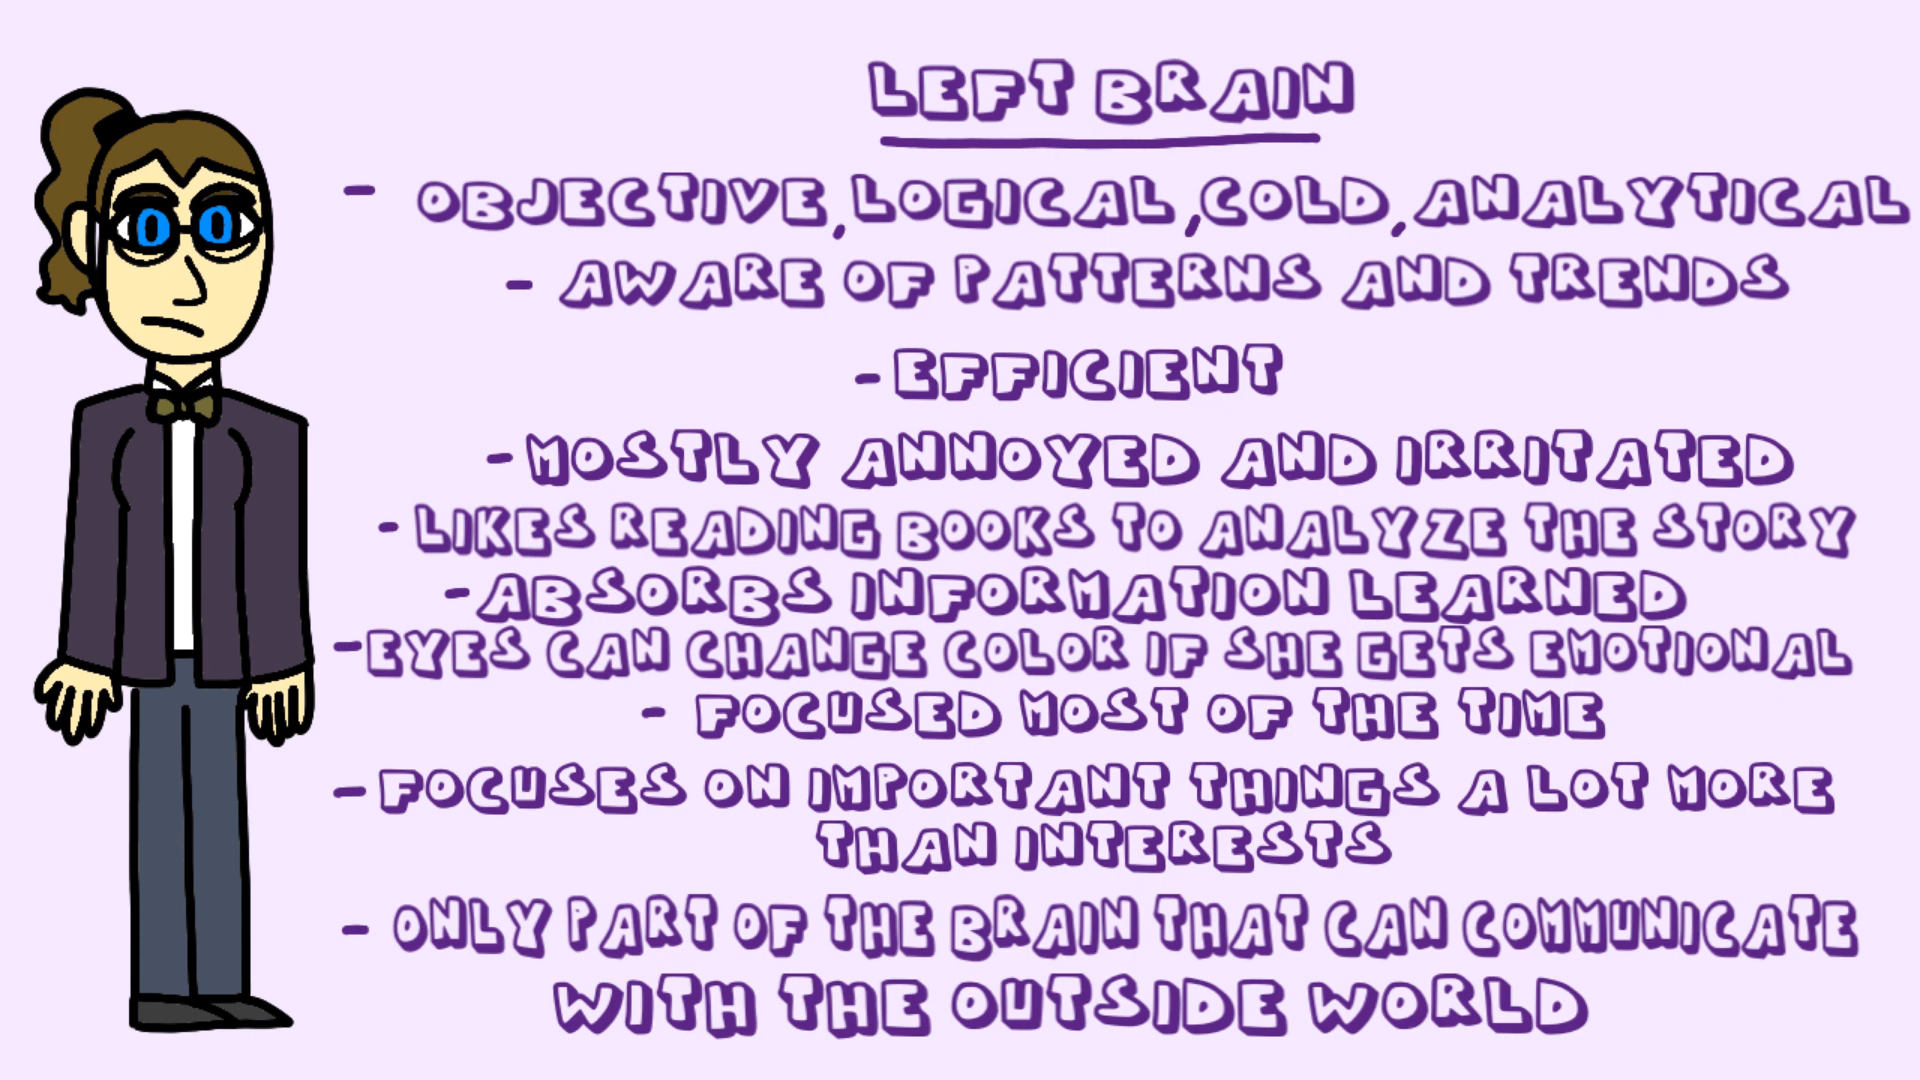 LEFT BRAIN
- OBJECTIVE, LOGICAL, COLD, ANALYTICAL
- AWARE OF PATTERNS AND TRENDS
- EFFICIENT
- MOSTLY ANNOYED AND IRRITATED
- LIKES READING BOOKS TO ANALYZE THE STORY
- ABSORBS INFORMATION LEARNED
- EYES CAN CHANGE COLOR IF SHE GETS EMOTIONAL
- FOCUSED MOST OF THE TIME
- FOCUSES ON IMPORTANT THINGS A LOT MORE
THAN INTERESTS
- ONLY PART OF THE BRAIN THAT CAN COMMUNICATE
WITH THE OUTSIDE WORLD